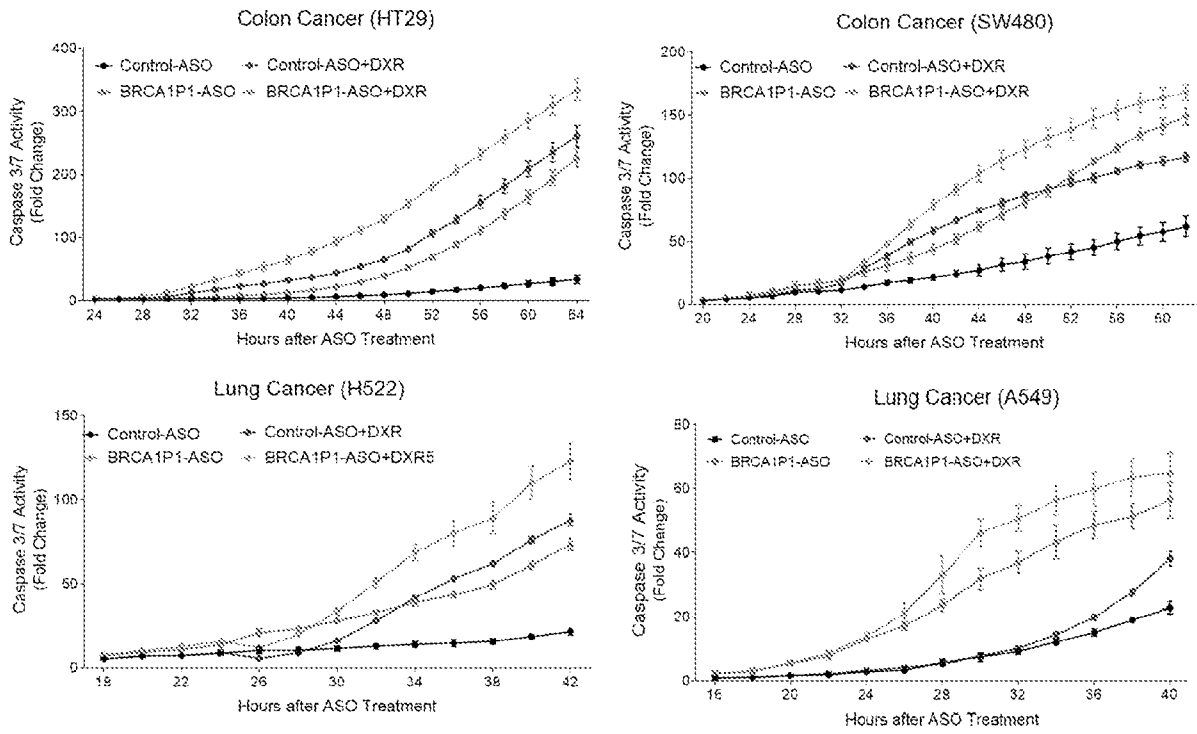 Colon Cancer (HT29)
400
300
200
100
0
Caspase 3/7 Activity
(Fold Change)
Control-ASO
Control-ASO+DXR
BRCA1P1-ASO
BRCA1P1-ASO+DXR
24 28 32 36 40 44 48 52 56 60 64
Hours after ASO Treatment
Colon Cancer (SW480)
200
150
100
50
0
Caspase 3/7 Activity
(Fold Change)
Control-ASO
Control-ASO+DXR
BRCA1P1-ASO
BRCA1P1-ASO+DXR
20 24 28 32 36 40 44 48 52 56 60
Hours after ASO Treatment
Lung Cancer (H522)
150
100
50
0
Caspase 3/7 Activity
(Fold Change)
Control-ASO
Control-ASO+DXR
BRCA1P1-ASO
BRCA1P1-ASO+DXR5
18 22 26 30 34 38 42
Hours after ASO Treatment
Lung Cancer (A549)
80
60
40
20
0
Caspase 3/7 Activity
(Fold Change)
Control-ASO
Control-ASO+DXR
BRCA1P1-ASO
BRCA1P1-ASO+DXR
16 20 24 28 32 36 40
Hours after ASO Treatment